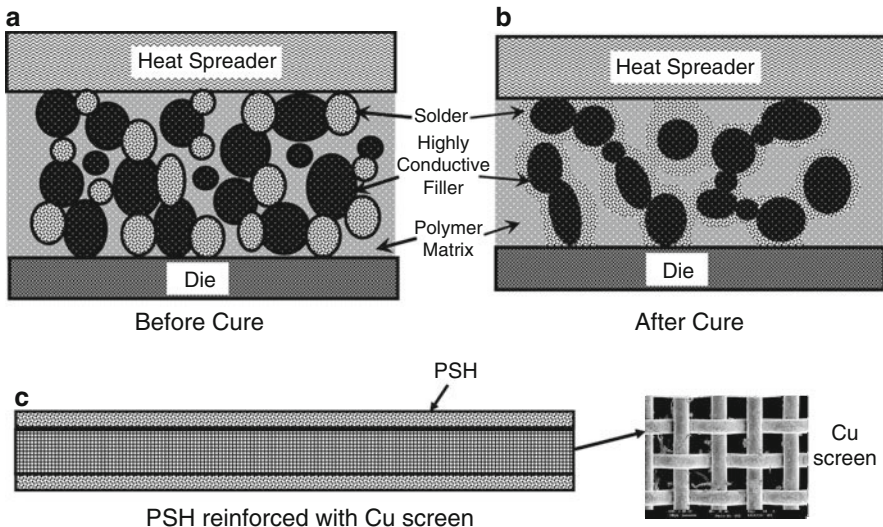 a
b
Heat Spreader
Heat Spreader
Solder
Highly
Conductive
Filler
Polymer
Matrix
Die
Die
Before Cure
After Cure
c
PSH
Cu
screen
PSH reinforced with Cu screen